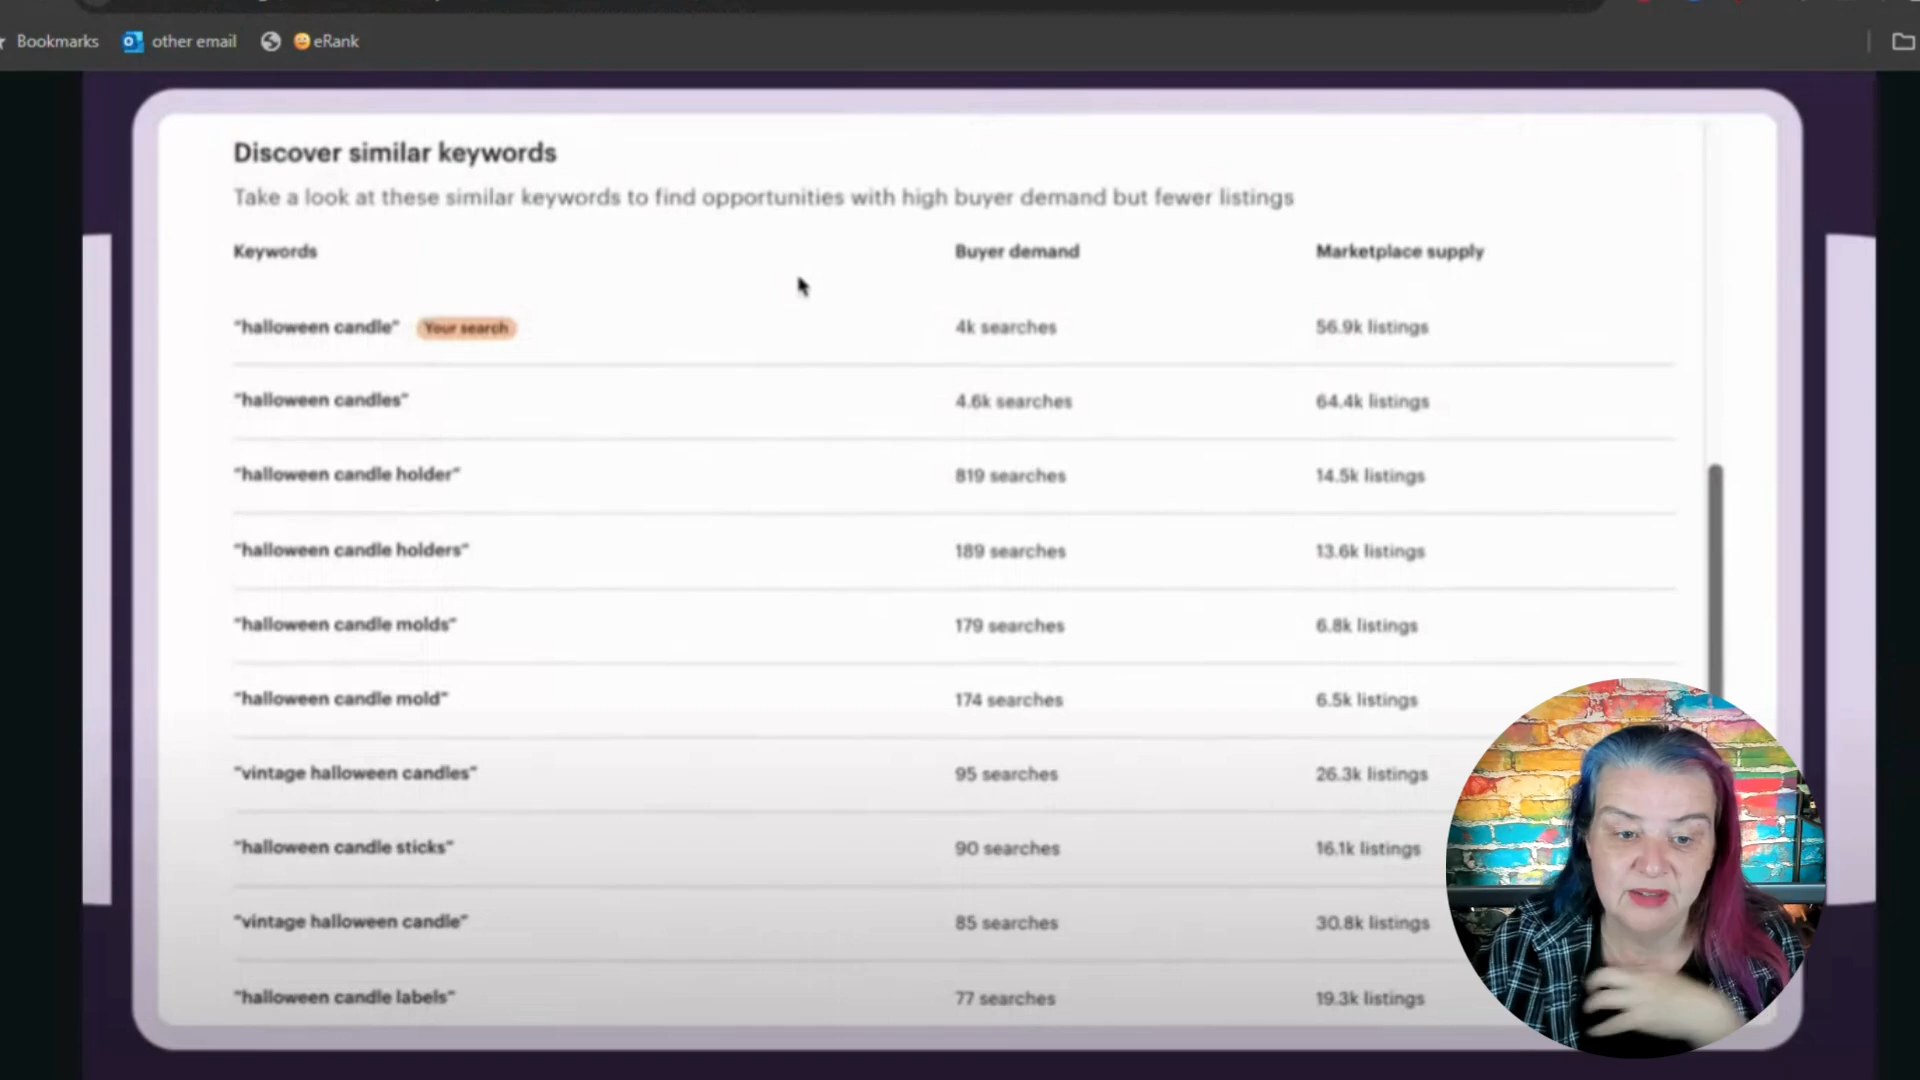 Bookmarks
other email
eRank
Discover similar keywords
Take a look at these similar keywords to find opportunities with high buyer demand but fewer listings
Keywords Buyer demand Marketplace supply
"halloween candle" Your search 4k searches 56.9k listings
"halloween candles" 4.6k searches 64.4k listings
"halloween candle holder" 819 searches 14.5k listings
"halloween candle holders" 189 searches 13.6k listings
"halloween candle molds" 179 searches 6.8k listings
"halloween candle mold" 174 searches 6.5k listings
"vintage halloween candles" 95 searches 26.3k listings
"halloween candle sticks" 90 searches 16.1k listings
"vintage halloween candle" 85 searches 30.8k listings
"halloween candle labels" 77 searches 19.3k listings